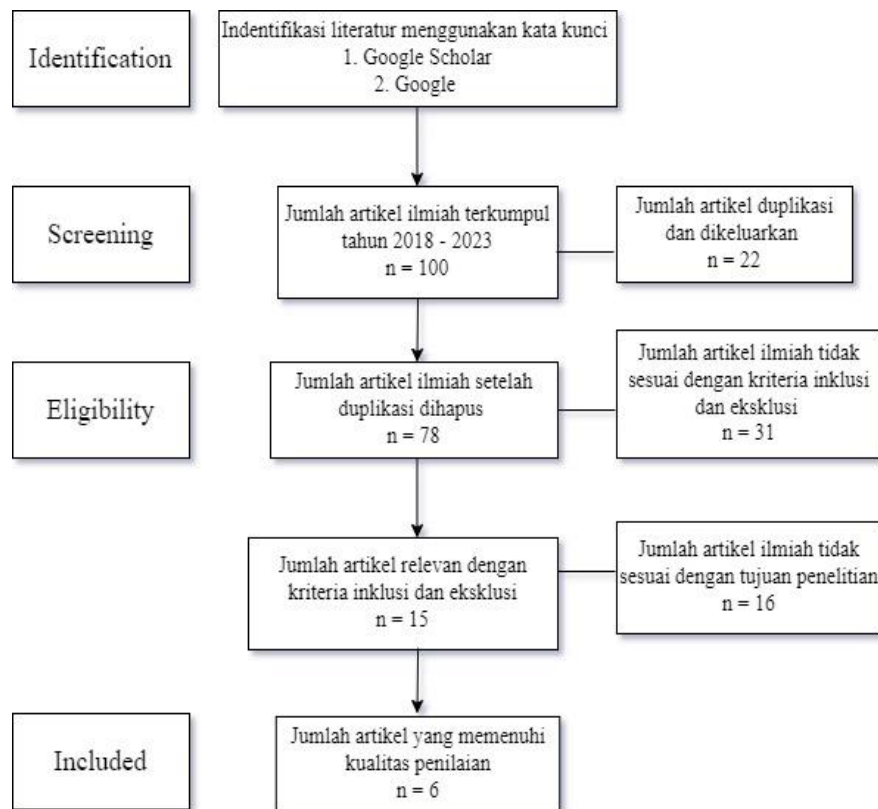 Identification
Indentifikasi literatur menggunakan kata kunci
1. Google Scholar
2. Google
Screening
Jumlah artikel ilmiah terkumpul
tahun 2018 - 2023
n = 100
Jumlah artikel duplikasi
dan dikeluarkan
n = 22
Eligibility
Jumlah artikel ilmiah setelah
duplikasi dihapus
n = 78
Jumlah artikel ilmiah tidak
sesuai dengan kriteria inklusi
dan eksklusi
n = 31
Jumlah artikel relevan dengan
kriteria inklusi dan eksklusi
n = 15
Jumlah artikel ilmiah tidak
sesuai dengan tujuan penelitian
n = 16
Included
Jumlah artikel yang memenuhi
kualitas penilaian
n = 6